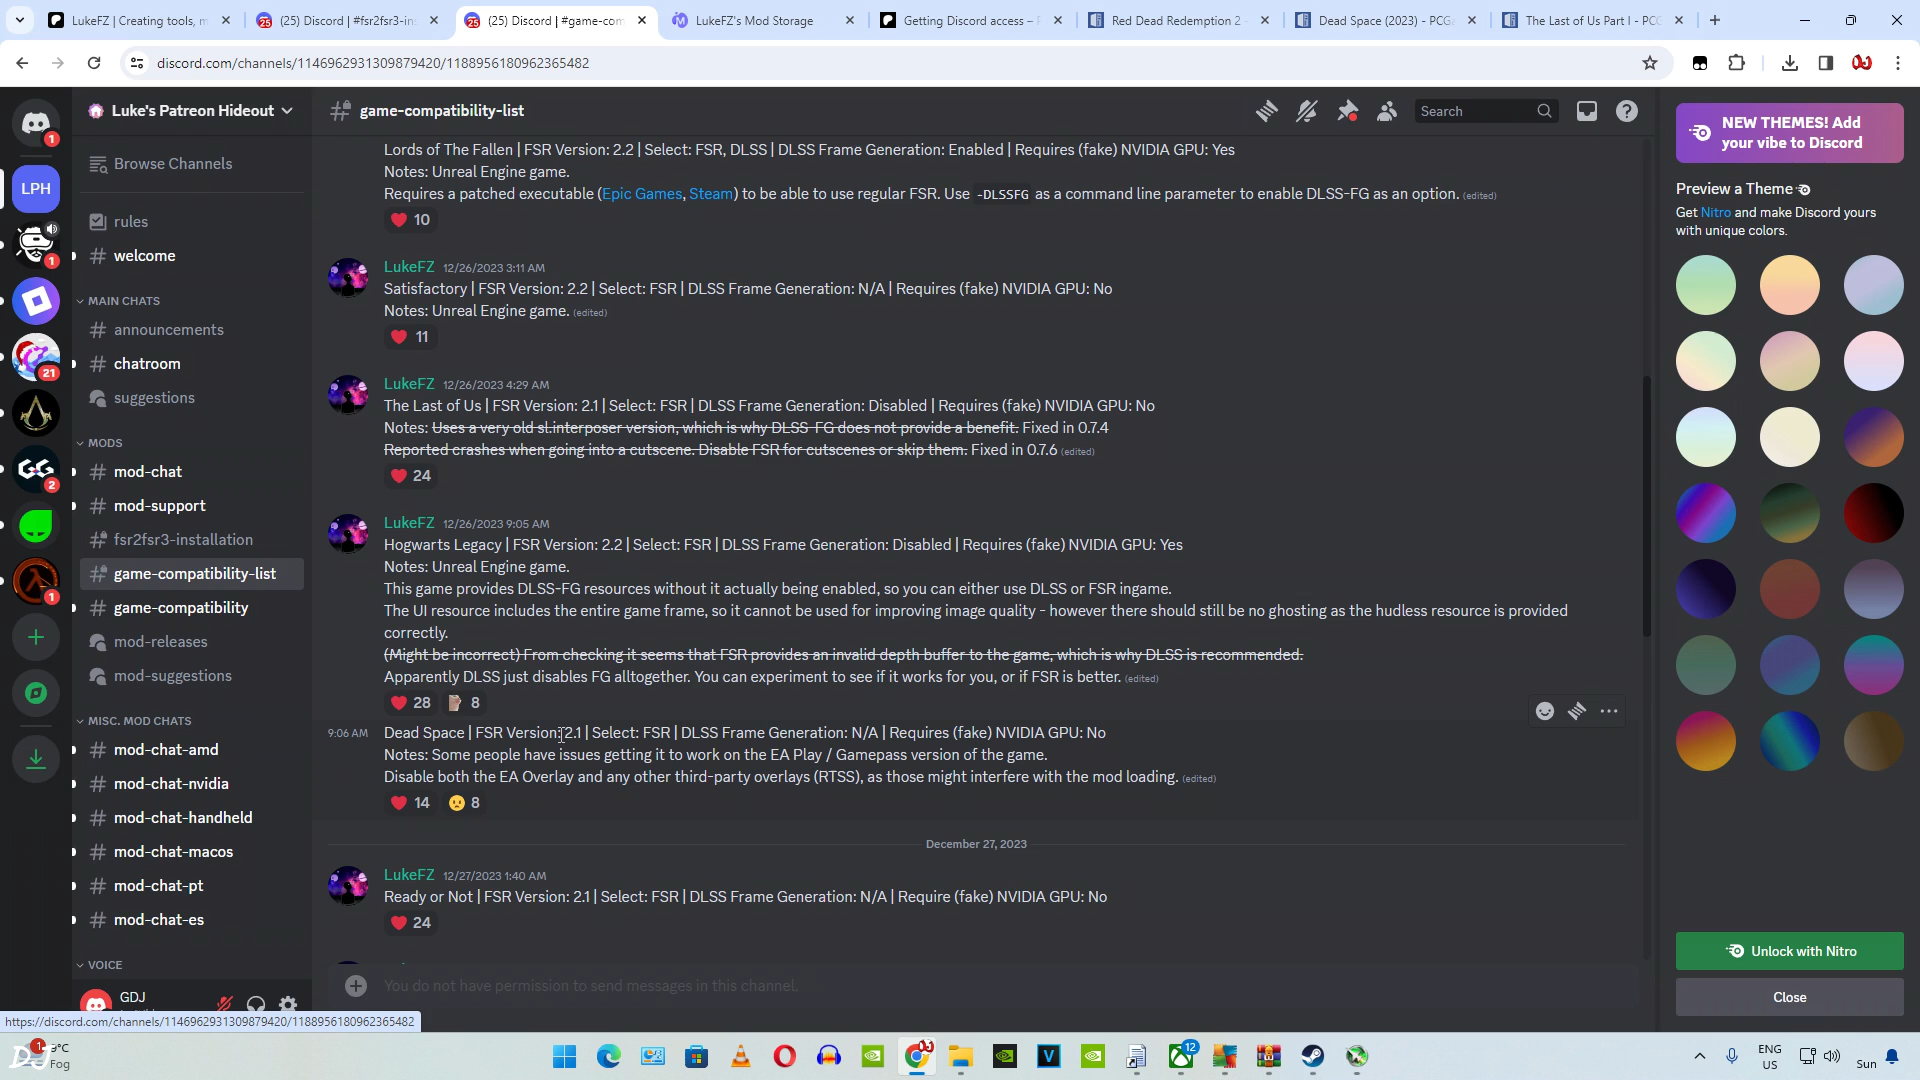 LukeFZ | Creating tools, m
(25) Discord | #fsr2fsr3-in
(25) Discord | #game-com
LukeFZ's Mod Storage
Getting Discord access –
Red Dead Redemption 2
Dead Space (2023) - PCG
The Last of Us Part I - PCG
discord.com/channels/1146962931309879420/1188956180962365482
Luke's Patreon Hideout
game-compatibility-list
Search
NEW THEMES! Add
your vibe to Discord
Preview a Theme
Get Nitro and make Discord yours
with unique colors.
Unlock with Nitro
Close
LPH
1
1
21
2
1
Browse Channels
rules
welcome
MAIN CHATS
announcements
chatroom
suggestions
MODS
mod-chat
mod-support
fsr2fsr3-installation
game-compatibility-list
game-compatibility
mod-releases
mod-suggestions
MISC. MOD CHATS
mod-chat-amd
mod-chat-nvidia
mod-chat-handheld
mod-chat-macos
mod-chat-pt
mod-chat-es
VOICE
GDJ
Lords of The Fallen | FSR Version: 2.2 | Select: FSR, DLSS | DLSS Frame Generation: Enabled | Requires (fake) NVIDIA GPU: Yes
Notes: Unreal Engine game.
Requires a patched executable (Epic Games, Steam) to be able to use regular FSR. Use -DLSSFG as a command line parameter to enable DLSS-FG as an option. (edited)
10
LukeFZ 12/26/2023 3:11 AM
Satisfactory | FSR Version: 2.2 | Select: FSR | DLSS Frame Generation: N/A | Requires (fake) NVIDIA GPU: No
Notes: Unreal Engine game. (edited)
11
LukeFZ 12/26/2023 4:29 AM
The Last of Us | FSR Version: 2.1 | Select: FSR | DLSS Frame Generation: Disabled | Requires (fake) NVIDIA GPU: No
Notes: Uses a very old sl.interposer version, which is why DLSS-FG does not provide a benefit. Fixed in 0.7.4
Reported crashes when going into a cutscene. Disable FSR for cutscenes or skip them. Fixed in 0.7.6 (edited)
24
LukeFZ 12/26/2023 9:05 AM
Hogwarts Legacy | FSR Version: 2.2 | Select: FSR | DLSS Frame Generation: Disabled | Requires (fake) NVIDIA GPU: Yes
Notes: Unreal Engine game.
This game provides DLSS-FG resources without it actually being enabled, so you can either use DLSS or FSR ingame.
The UI resource includes the entire game frame, so it cannot be used for improving image quality - however there should still be no ghosting as the hudless resource is provided
correctly.
(Might be incorrect) From checking it seems that FSR provides an invalid depth buffer to the game, which is why DLSS is recommended.
Apparently DLSS just disables FG alltogether. You can experiment to see if it works for you, or if FSR is better. (edited)
28 8
9:06 AM Dead Space | FSR Version: 2.1 | Select: FSR | DLSS Frame Generation: N/A | Requires (fake) NVIDIA GPU: No
Notes: Some people have issues getting it to work on the EA Play / Gamepass version of the game.
Disable both the EA Overlay and any other third-party overlays (RTSS), as those might interfere with the mod loading. (edited)
14 8
December 27, 2023
LukeFZ 12/27/2023 1:40 AM
Ready or Not | FSR Version: 2.1 | Select: FSR | DLSS Frame Generation: N/A | Require (fake) NVIDIA GPU: No
24
You do not have permission to send messages in this channel.
https://discord.com/channels/1146962931309879420/1188956180962365482
1
9°C
Fog
12
ENG
US
Sun